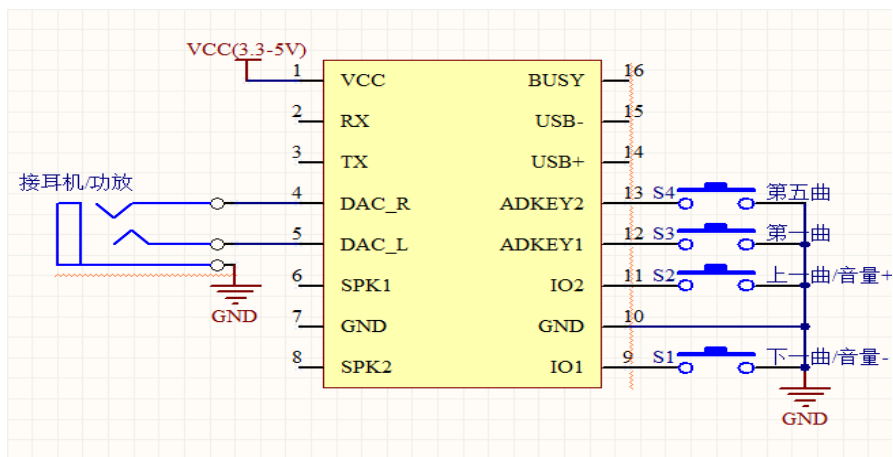 VCC(3.3-5V)
1 VCC BUSY 16
2 RX USB- 15
3 TX USB+ 14
接耳机/功放
4 DAC_R ADKEY2 13 S4 第五曲
5 DAC_L ADKEY1 12 S3 第一曲
6 SPK1 IO2 11 S2 上一曲/音量+
GND
7 GND GND 10
8 SPK2 IO1 9 S1 下一曲/音量-
GND